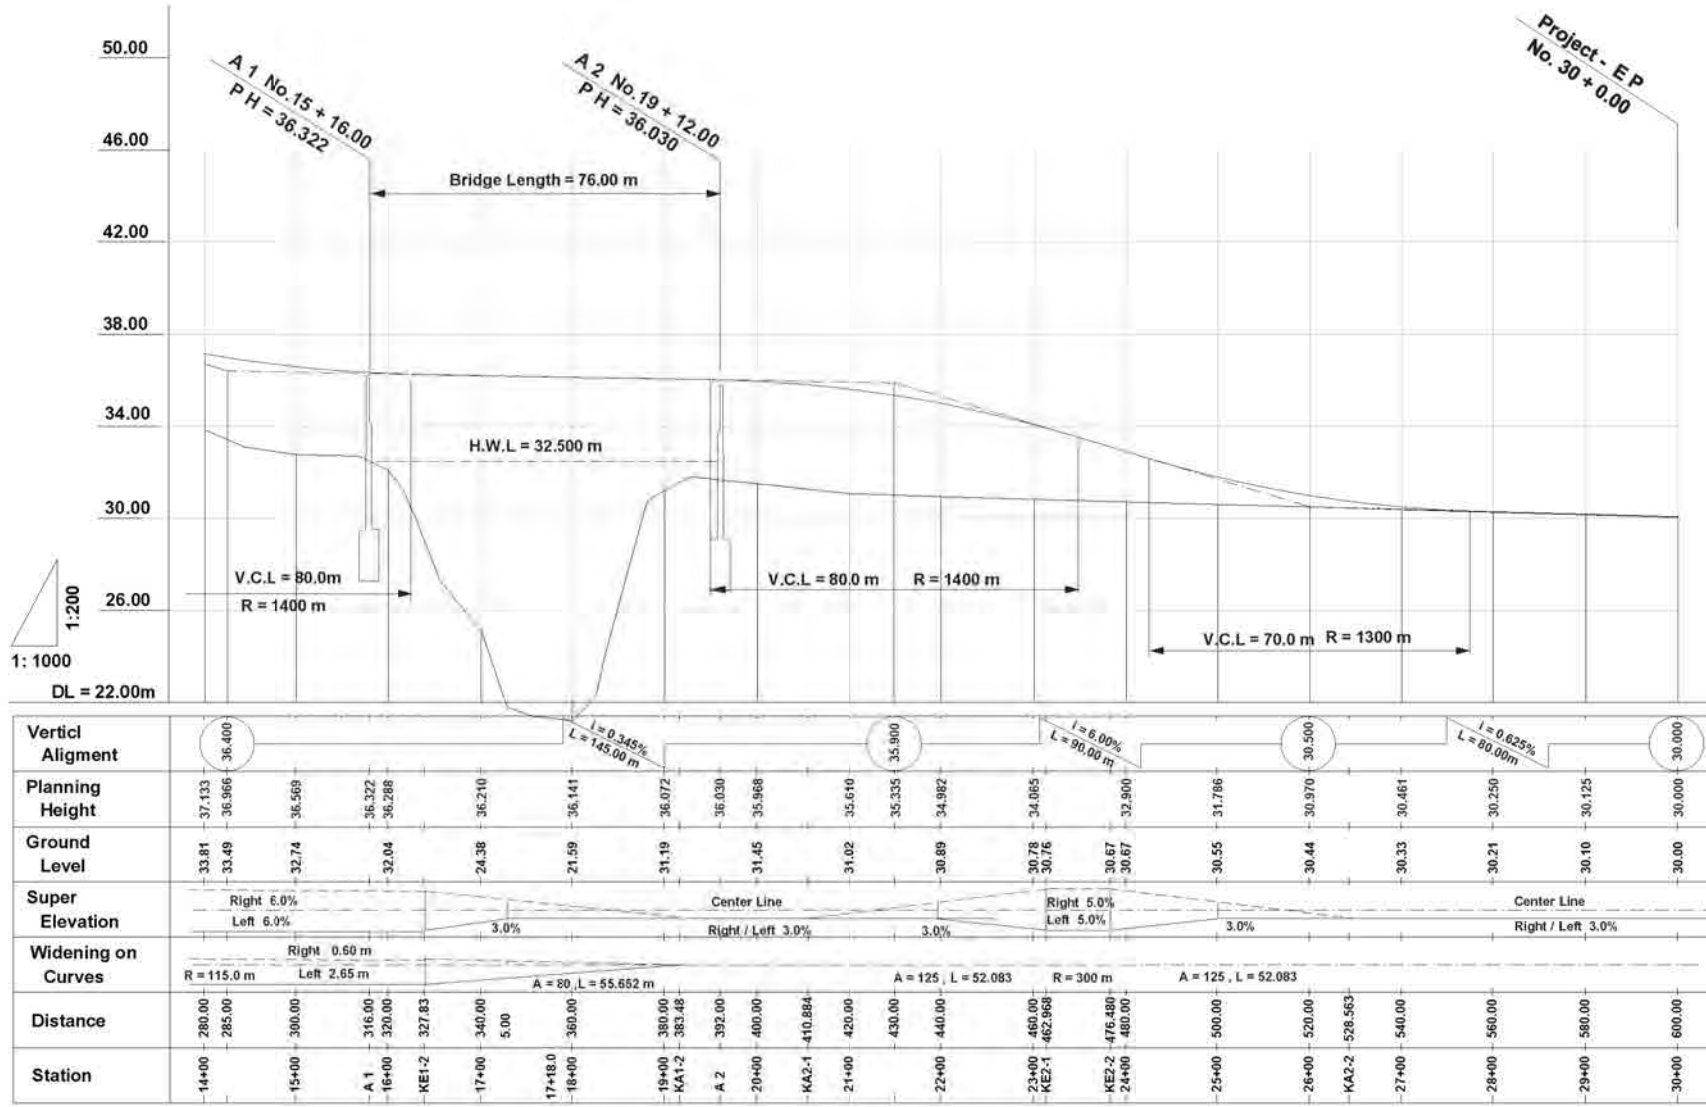 50.00
46.00
42.00
38.00
34.00
30.00
26.00
DL = 22.00m
1:200
1: 1000
A 1 No.15 + 16.00
P H = 36.322
A 2 No.19 + 12.00
P H = 36.030
Project - E P
No. 30 + 0.00
Bridge Length = 76.00 m
H.W.L = 32.500 m
V.C.L = 80.0m
R = 1400 m
V.C.L = 80.0 m R = 1400 m
V.C.L = 70.0 m R = 1300 m
Verticl
Aligment
36.400
i = 0.345%
L = 145.00 m
35.900
i = 6.00%
L = 90.00 m
30.500
i = 0.625%
L = 80.00m
30.000
Planning
Height
37.133 36.966 36.569 36.322 36.288 36.210 36.141 36.072 36.030 35.968 35.610 35.335 34.982 34.065 32.900 31.786 30.970 30.461 30.250 30.125 30.000
Ground
Level
33.81 33.49 32.74 32.04 24.38 21.59 31.19 31.45 31.02 30.89 30.78 30.76 30.67 30.67 30.55 30.44 30.33 30.21 30.10 30.00
Super
Elevation
Right 6.0%
Left 6.0%
3.0%
Center Line
Right / Left 3.0%
3.0%
Right 5.0%
Left 5.0%
3.0%
Center Line
Right / Left 3.0%
Widening on
Curves
Right 0.60 m
R = 115.0 m Left 2.65 m
A = 80 ,L = 55.652 m
A = 125 , L = 52.083
R = 300 m
A = 125 , L = 52.083
Distance
280.00 285.00 300.00 316.00 320.00 327.83 340.00 5.00 360.00 380.00 383.48 392.00 400.00 410.884 420.00 430.00 440.00 460.00 462.968 476.480 480.00 500.00 520.00 528.563 540.00 560.00 580.00 600.00
Station
14+00 15+00 A 1 16+00 KE1-2 17+00 17+18.0 18+00 19+00 KA1-2 A 2 20+00 KA2-1 21+00 22+00 23+00 KE2-1 KE2-2 24+00 25+00 26+00 KA2-2 27+00 28+00 29+00 30+00